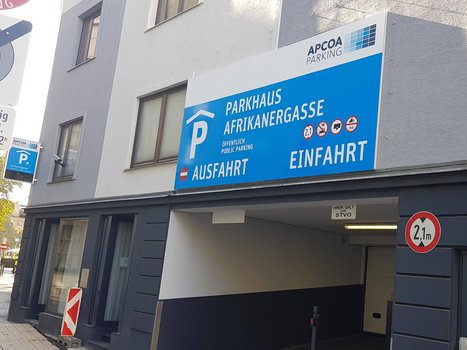 APCOA
PARKING
PARKHAUS
AFRIKANERGASSE
P
ÖFFENTLICH
PUBLIC PARKING
AUSFAHRT
EINFAHRT
HIER GILT
STVO
2,1m
P